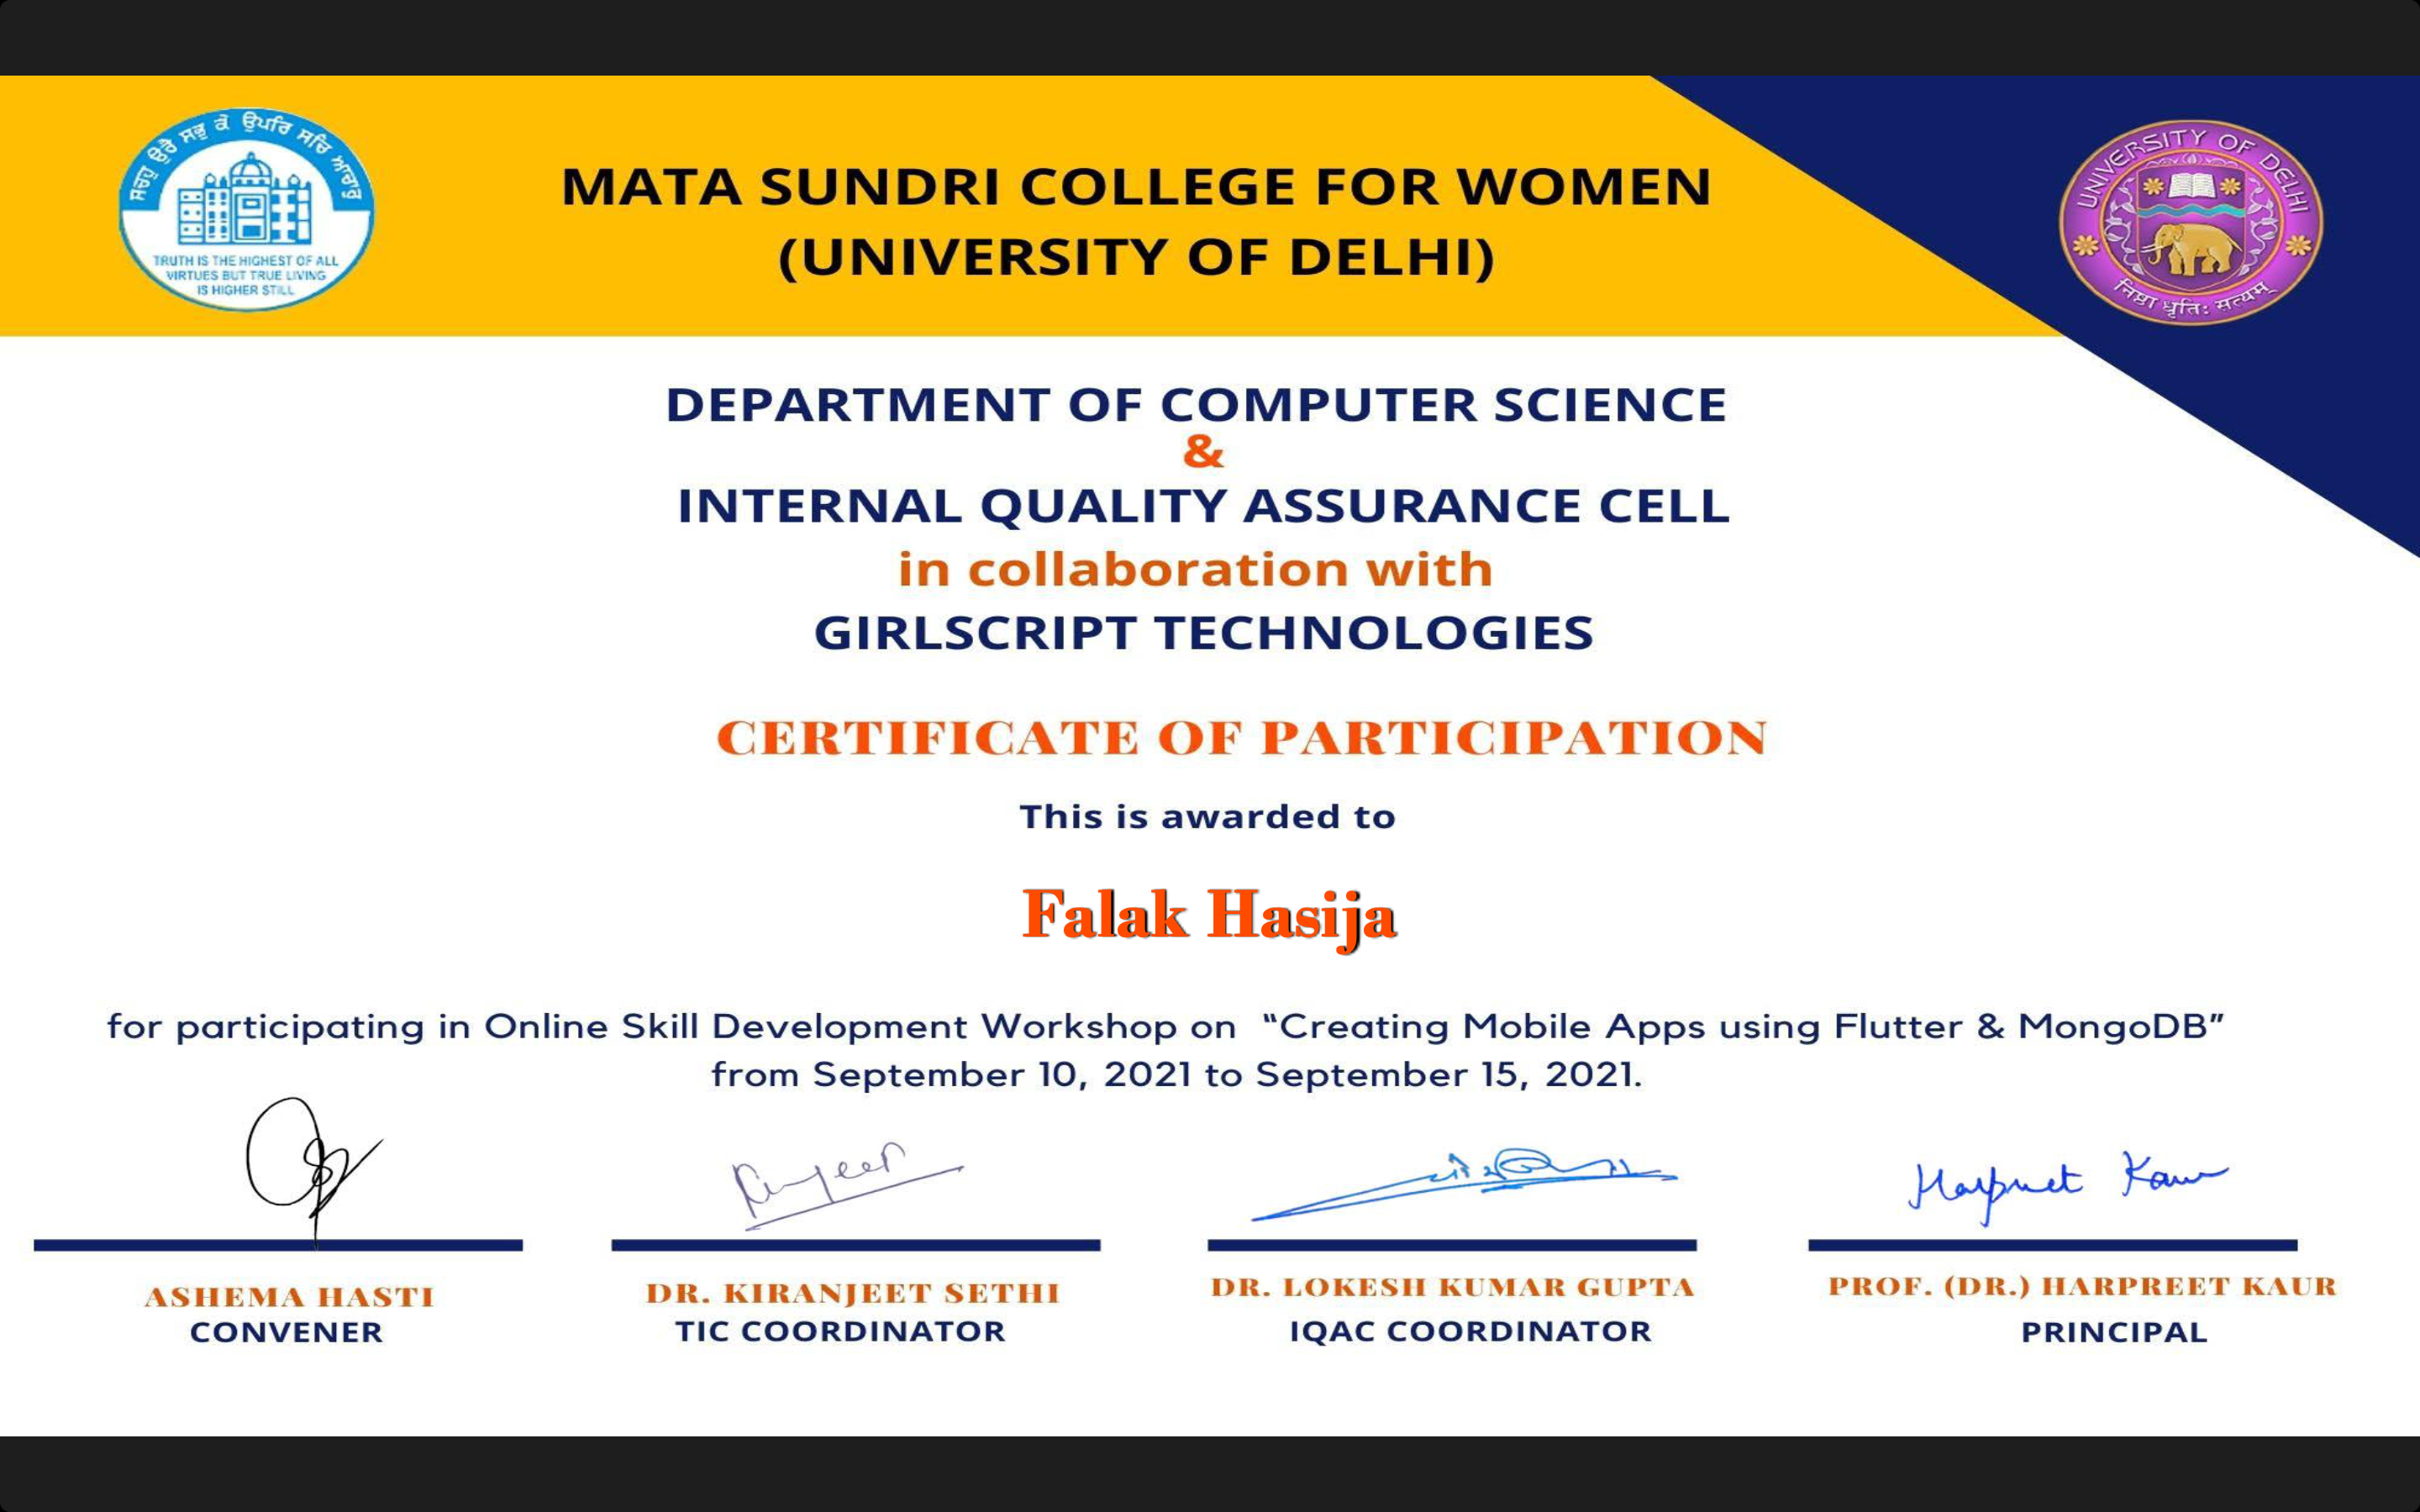 ਸਚਹੁ ਓਰੈ ਸਭੁ ਕੋ ਉਪਰਿ ਸਚਿ ਆਚਾਰੁ
TRUTH IS THE HIGHEST OF ALL
VIRTUES BUT TRUE LIVING
IS HIGHER STILL
MATA SUNDRI COLLEGE FOR WOMEN
(UNIVERSITY OF DELHI)
UNIVERSITY OF DELHI
निष्ठा धृतिः सत्यम्
DEPARTMENT OF COMPUTER SCIENCE
&
INTERNAL QUALITY ASSURANCE CELL
in collaboration with
GIRLSCRIPT TECHNOLOGIES
CERTIFICATE OF PARTICIPATION
This is awarded to
Falak Hasija
for participating in Online Skill Development Workshop on "Creating Mobile Apps using Flutter & MongoDB"
from September 10, 2021 to September 15, 2021.
Harpreet Kaur
ASHEMA HASTI
CONVENER
DR. KIRANJEET SETHI
TIC COORDINATOR
DR. LOKESH KUMAR GUPTA
IQAC COORDINATOR
PROF. (DR.) HARPREET KAUR
PRINCIPAL